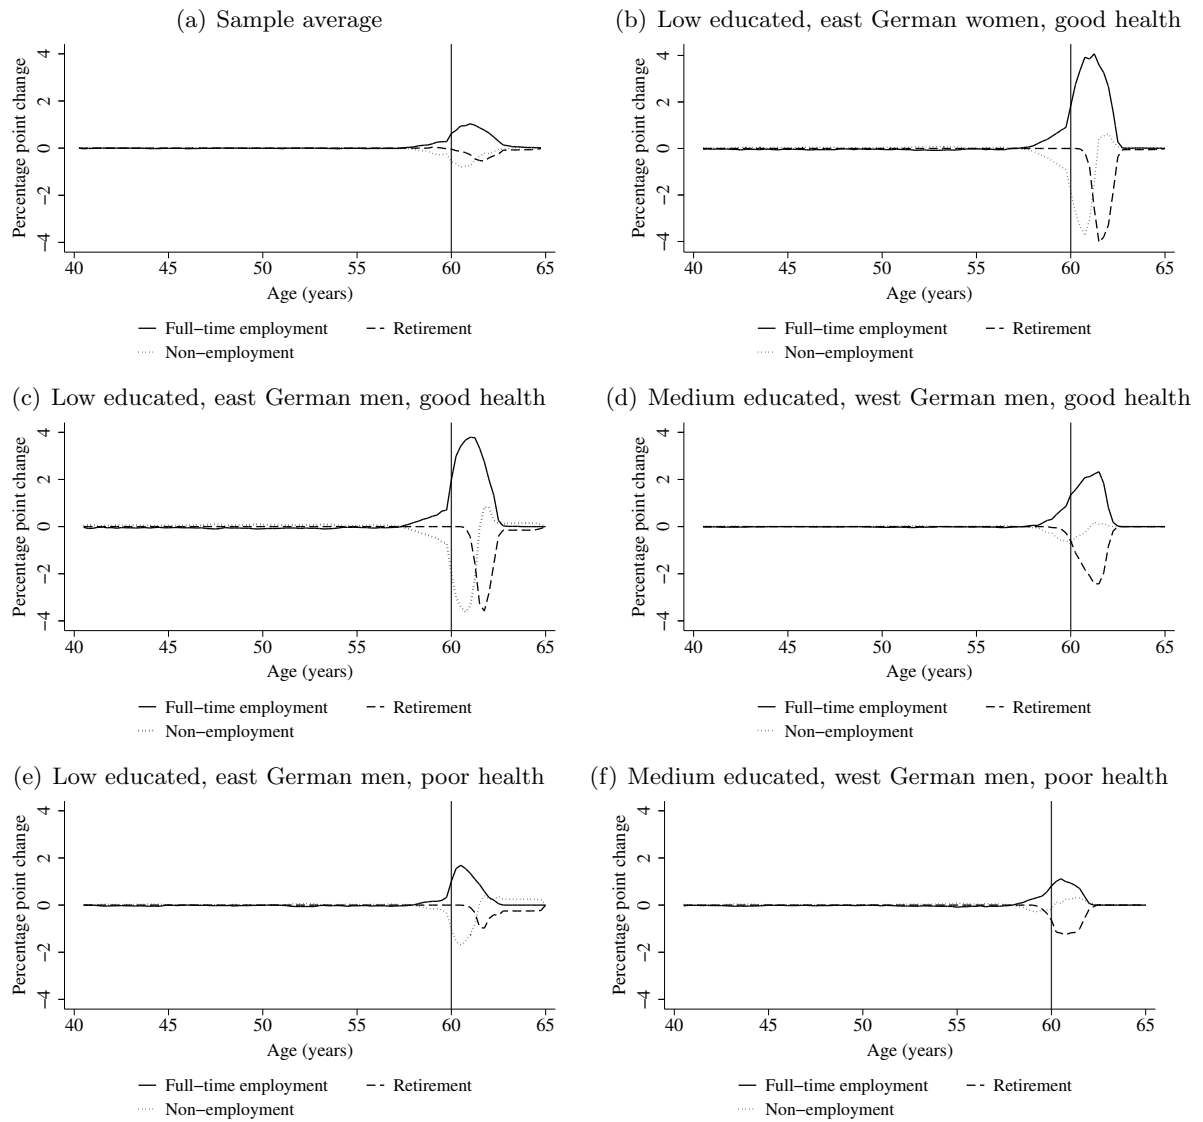 (a) Sample average
Percentage point change
4
2
0
−2
−4
40 45 50 55 60 65
Age (years)
Full−time employment Retirement
Non−employment
(b) Low educated, east German women, good health
Percentage point change
4
2
0
−2
−4
40 45 50 55 60 65
Age (years)
Full−time employment Retirement
Non−employment
(c) Low educated, east German men, good health
Percentage point change
4
2
0
−2
−4
40 45 50 55 60 65
Age (years)
Full−time employment Retirement
Non−employment
(d) Medium educated, west German men, good health
Percentage point change
4
2
0
−2
−4
40 45 50 55 60 65
Age (years)
Full−time employment Retirement
Non−employment
(e) Low educated, east German men, poor health
Percentage point change
4
2
0
−2
−4
40 45 50 55 60 65
Age (years)
Full−time employment Retirement
Non−employment
(f) Medium educated, west German men, poor health
Percentage point change
4
2
0
−2
−4
40 45 50 55 60 65
Age (years)
Full−time employment Retirement
Non−employment